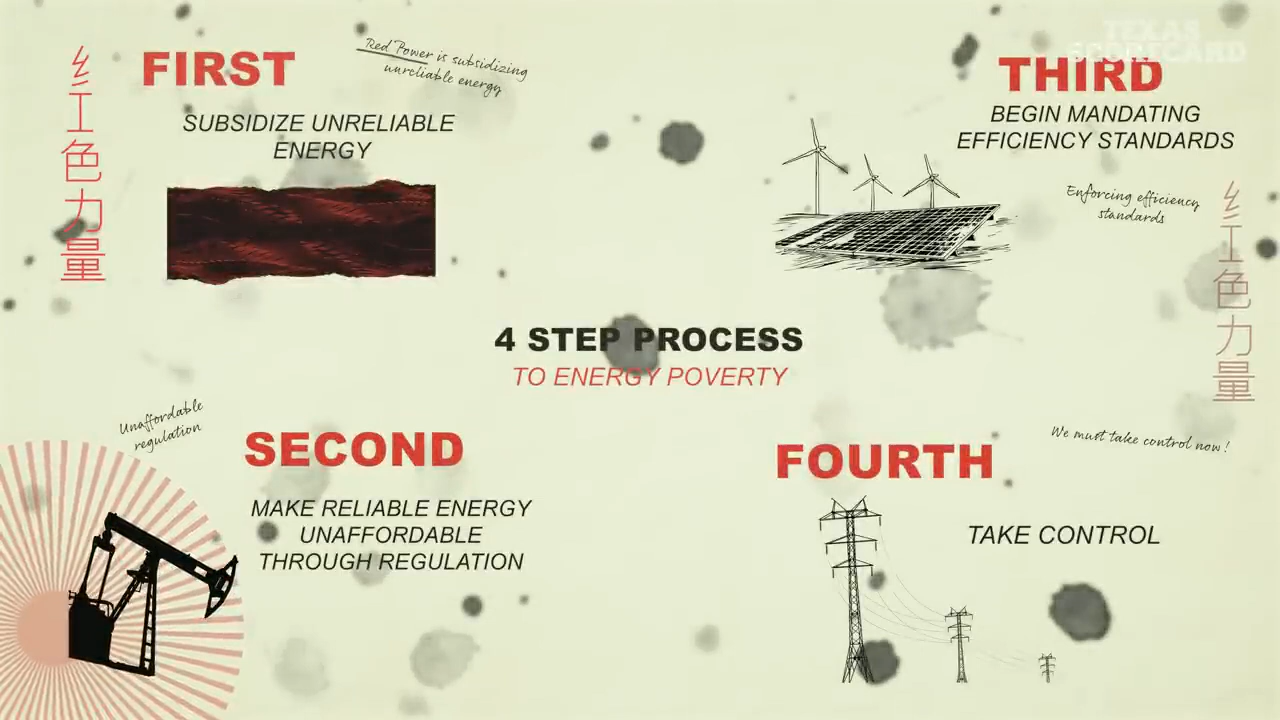 TEXAS
SCORECARD
红色力量
FIRST
Red Power is subsidizing
unreliable energy
SUBSIDIZE UNRELIABLE
ENERGY
THIRD
BEGIN MANDATING
EFFICIENCY STANDARDS
Enforcing efficiency
standards
红色力量
4 STEP PROCESS
TO ENERGY POVERTY
Unaffordable
regulation
SECOND
MAKE RELIABLE ENERGY
UNAFFORDABLE
THROUGH REGULATION
We must take control now!
FOURTH
TAKE CONTROL